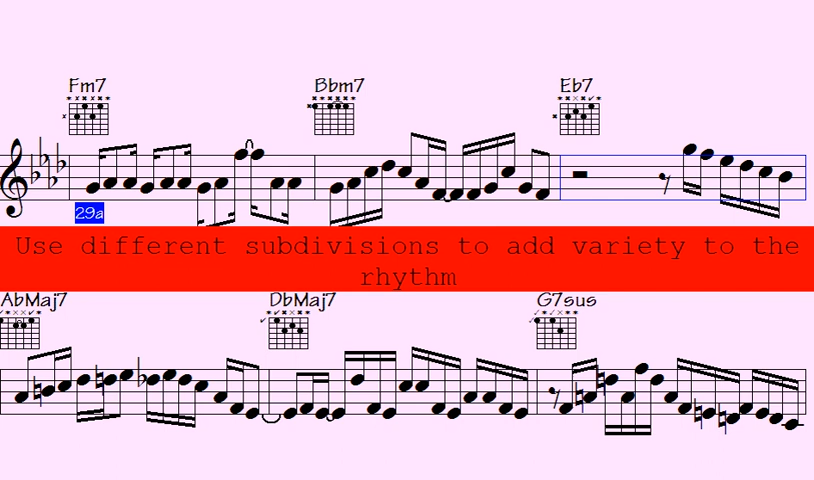 Fm7 Bbm7 Eb7
29a
Use different subdivisions to add variety to the
rhythm
AbMaj7 DbMaj7 G7sus